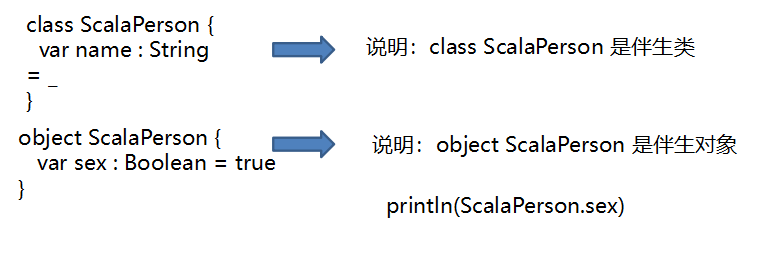 class ScalaPerson {
var name : String
= _
}
说明：class ScalaPerson 是伴生类
object ScalaPerson {
var sex : Boolean = true
}
说明：object ScalaPerson 是伴生对象
println(ScalaPerson.sex)